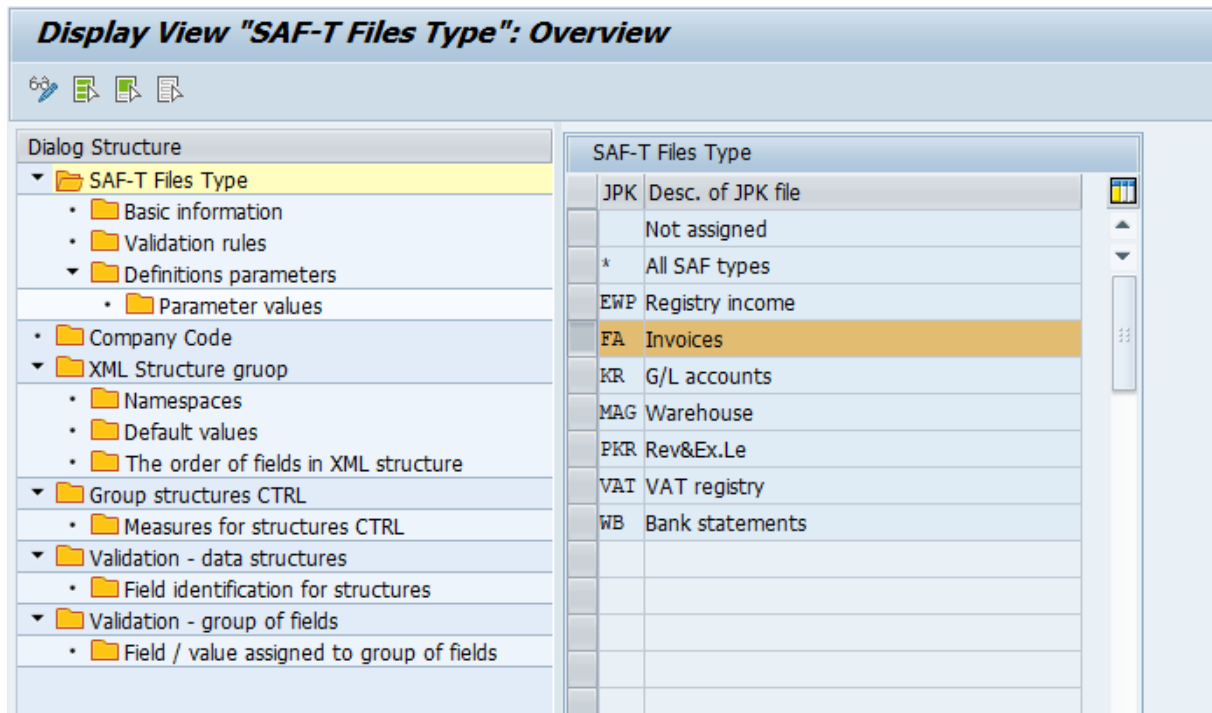 Display View "SAF-T Files Type": Overview
Dialog Structure
SAF-T Files Type
Basic information
Validation rules
Definitions parameters
Parameter values
Company Code
XML Structure gruop
Namespaces
Default values
The order of fields in XML structure
Group structures CTRL
Measures for structures CTRL
Validation - data structures
Field identification for structures
Validation - group of fields
Field / value assigned to group of fields
SAF-T Files Type
JPK Desc. of JPK file
Not assigned
* All SAF types
EWP Registry income
FA Invoices
KR G/L accounts
MAG Warehouse
PKR Rev&Ex.Le
VAT VAT registry
WB Bank statements